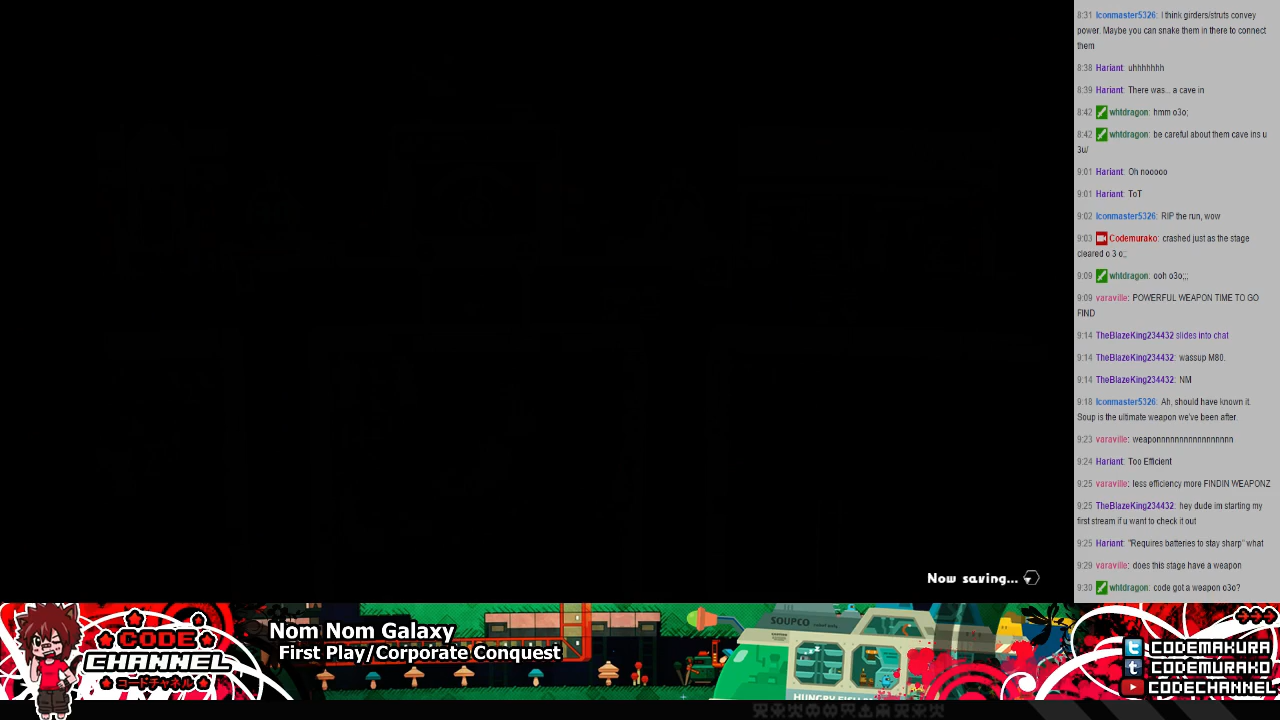 8:31 Iconmaster5326: I think girders/struts convey
power. Maybe you can snake them in there to connect
them
8:38 Hariant: uhhhhhhh
8:39 Hariant: There was... a cave in
8:42 whtdragon: hmm o3o;
8:42 whtdragon: be careful about them cave ins u
3u/
9:01 Hariant: Oh nooooo
9:01 Hariant: ToT
9:02 Iconmaster5326: RIP the run, wow
9:03 Codemurako: crashed just as the stage
cleared o 3 o;;
9:09 whtdragon: ooh o3o;;;
9:09 varaville: POWERFUL WEAPON TIME TO GO
FIND
9:14 TheBlazeKing234432 slides into chat
9:14 TheBlazeKing234432: wassup M80.
9:14 TheBlazeKing234432: NM
9:18 Iconmaster5326: Ah, should have known it.
Soup is the ultimate weapon we've been after.
9:23 varaville: weaponnnnnnnnnnnnnnnnn
9:24 Hariant: Too Efficient
9:25 varaville: less efficiency more FINDIN WEAPONZ
9:25 TheBlazeKing234432: hey dude im starting my
first stream if u want to check it out
9:25 Hariant: "Requires batteries to stay sharp" what
9:29 varaville: does this stage have a weapon
9:30 whtdragon: code got a weapon o3o?
Now saving...
CODE
CHANNEL
コードチャネル
Nom Nom Galaxy
First Play/Corporate Conquest
SOUPCO
HUNGRY FISH
CODEMAKURA
CODEMURAKO
CODECHANNEL